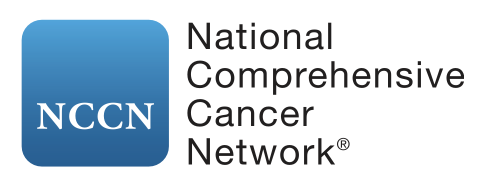 NCCN
National
Comprehensive
Cancer
Network®